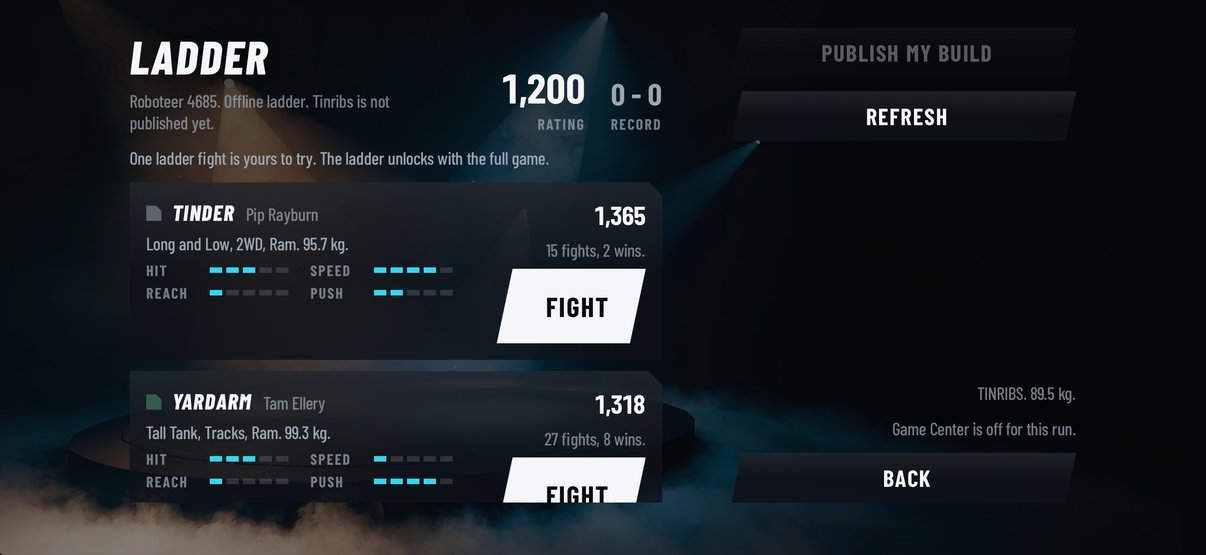 LADDER
Roboteer 4685. Offline ladder. Tinribs is not
published yet.
1,200
RATING
0 - 0
RECORD
One ladder fight is yours to try. The ladder unlocks with the full game.
PUBLISH MY BUILD
REFRESH
TINDER Pip Rayburn
1,365
Long and Low, 2WD, Ram. 95.7 kg.
15 fights, 2 wins.
HIT SPEED
REACH PUSH
FIGHT
YARDARM Tam Ellery
1,318
Tall Tank, Tracks, Ram. 99.3 kg.
27 fights, 8 wins.
HIT SPEED
REACH PUSH
FIGHT
TINRIBS. 89.5 kg.
Game Center is off for this run.
BACK